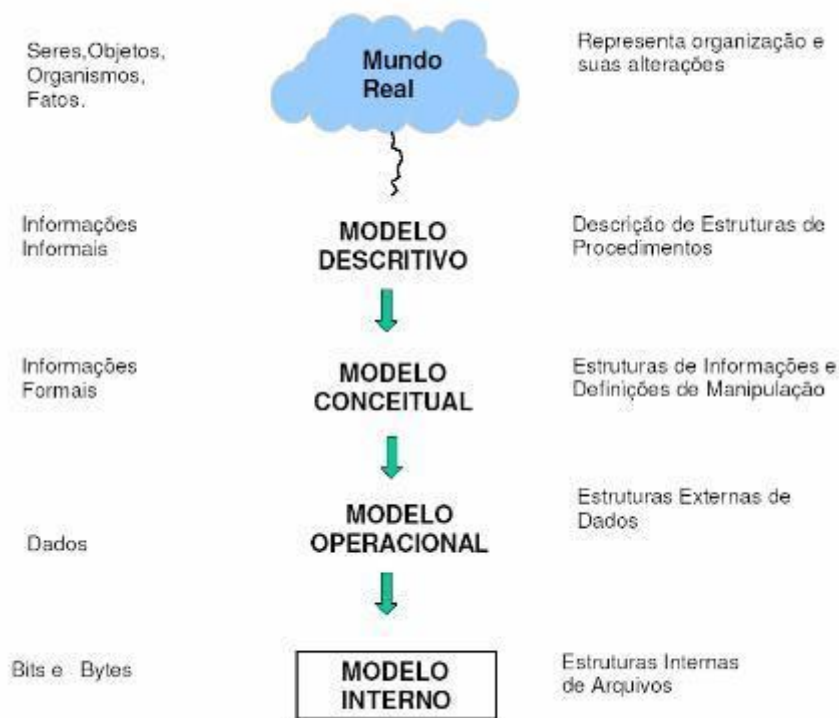 Seres,Objetos,
Organismos,
Fatos.
Mundo
Real
Representa organização e
suas alterações
Informações
Informais
MODELO
DESCRITIVO
Descrição de Estruturas de
Procedimentos
Informações
Formais
MODELO
CONCEITUAL
Estruturas de Informações e
Definições de Manipulação
Dados
MODELO
OPERACIONAL
Estruturas Externas de
Dados
Bits e Bytes
MODELO
INTERNO
Estruturas Internas
de Arquivos